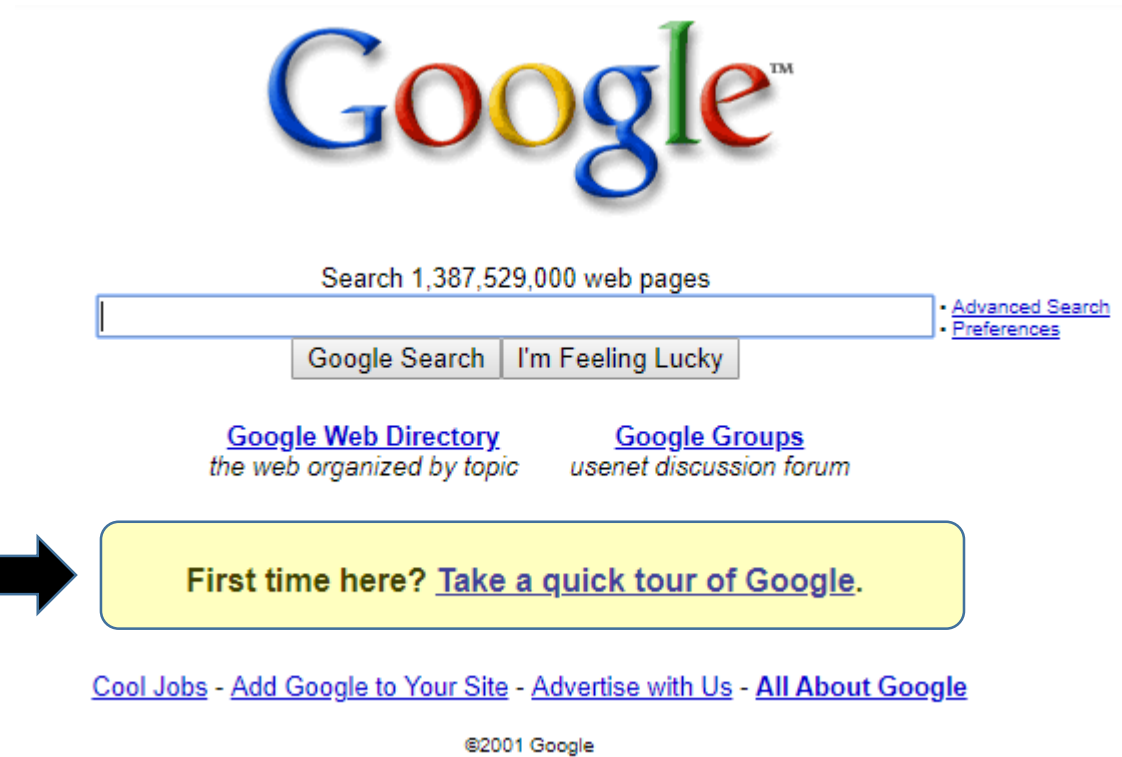 Google™
Search 1,387,529,000 web pages
• Advanced Search
• Preferences
Google Search I'm Feeling Lucky
Google Web Directory Google Groups
the web organized by topic usenet discussion forum
First time here? Take a quick tour of Google.
Cool Jobs - Add Google to Your Site - Advertise with Us - All About Google
©2001 Google